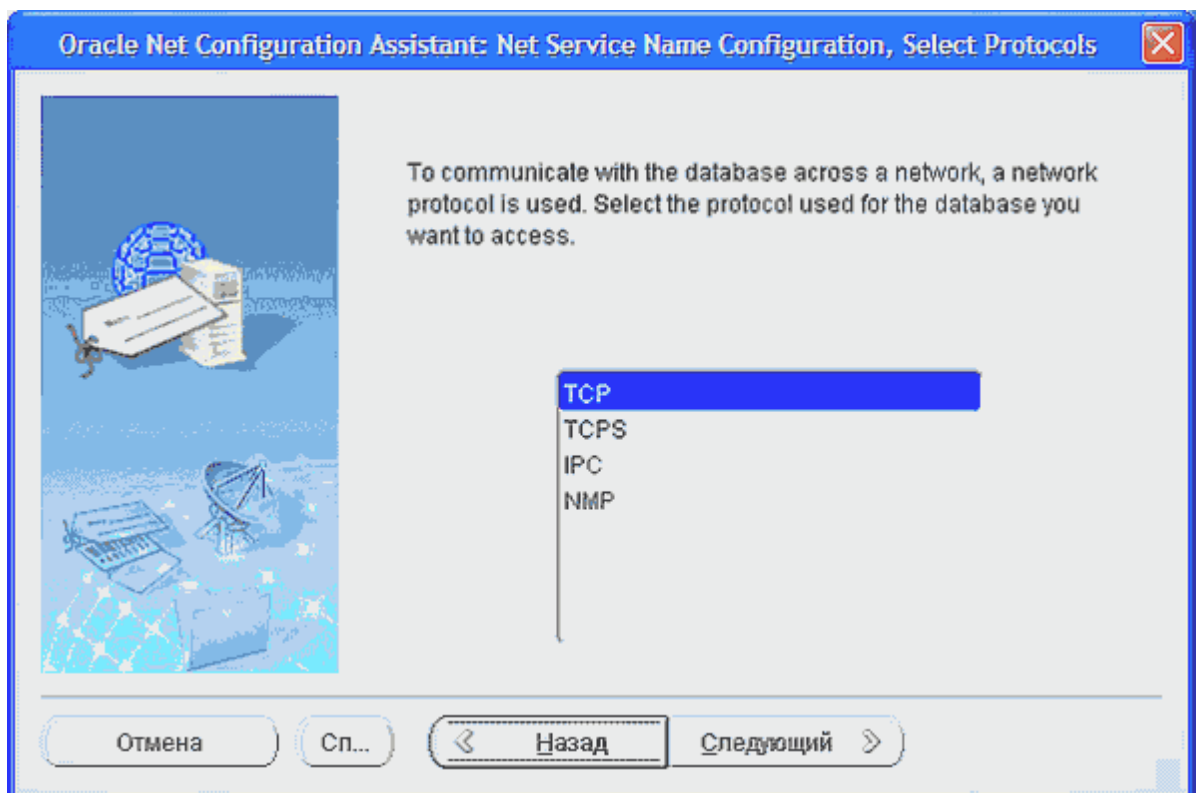 Oracle Net Configuration Assistant: Net Service Name Configuration, Select Protocols
To communicate with the database across a network, a network
protocol is used. Select the protocol used for the database you
want to access.
TCP
TCPS
IPC
NMP
Отмена
Сп...
Назад
Следующий